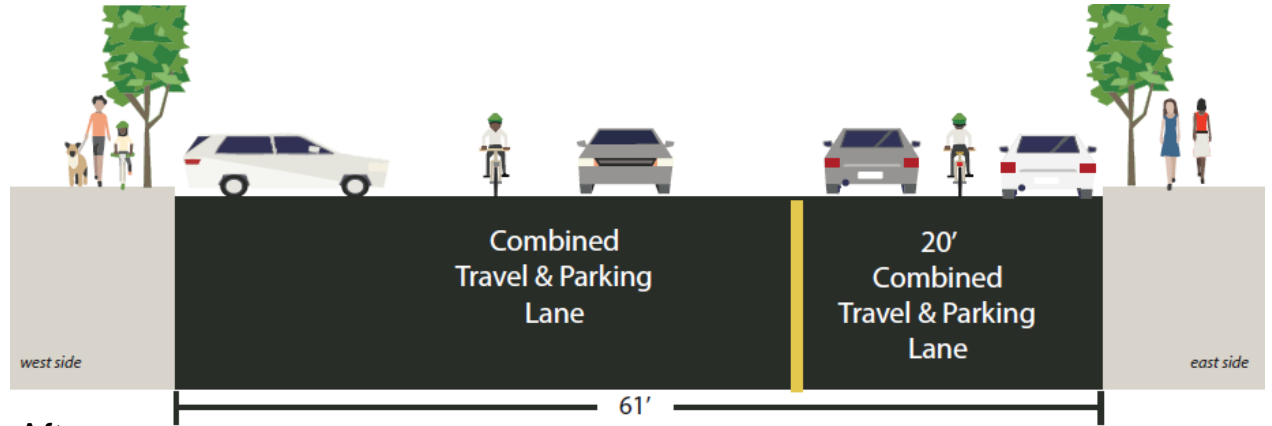 Combined
Travel & Parking
Lane
20′
Combined
Travel & Parking
Lane
west side
east side
61′